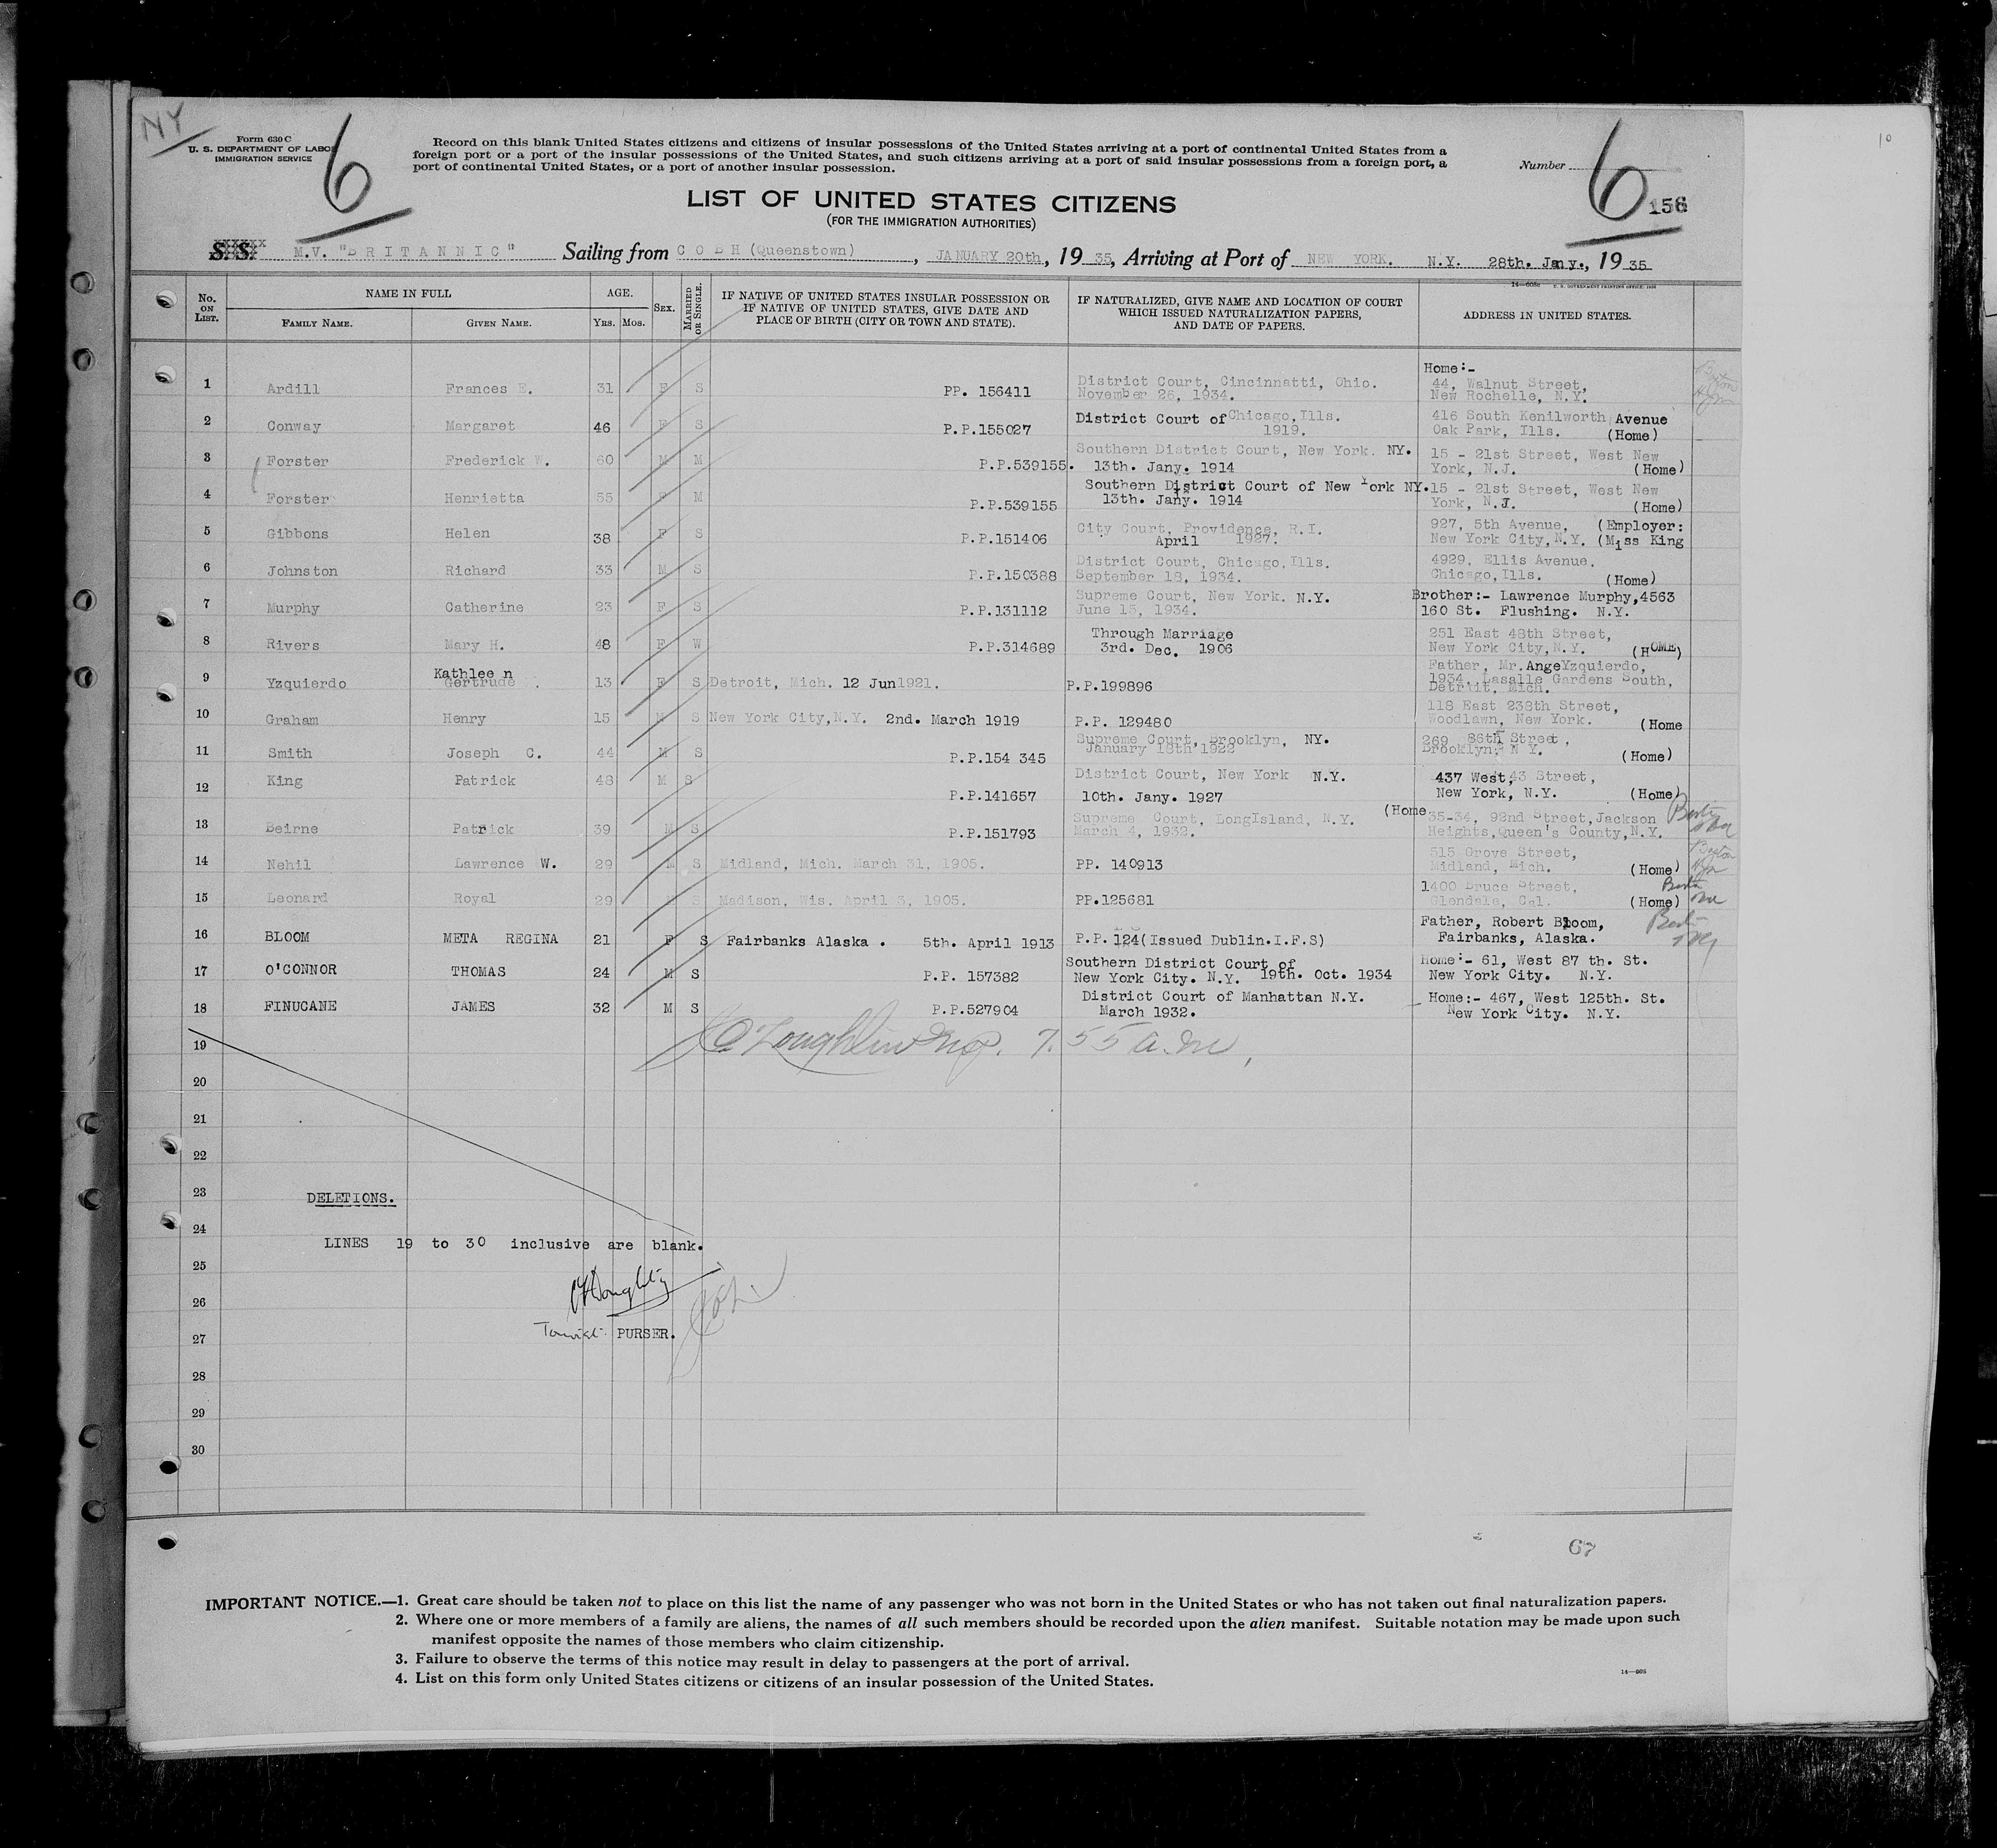 NY
Form 630 C
U. S. DEPARTMENT OF LABOR
IMMIGRATION SERVICE
6
Record on this blank United States citizens and citizens of insular possessions of the United States arriving at a port of continental United States from a
foreign port or a port of the insular possessions of the United States, and such citizens arriving at a port of said insular possessions from a foreign port, a
port of continental United States, or a port of another insular possession.
Number
6
156
10
LIST OF UNITED STATES CITIZENS
(FOR THE IMMIGRATION AUTHORITIES)
S.S. M.V. "BRITANNIC" Sailing from COBH (Queenstown), JANUARY 20th, 1935, Arriving at Port of NEW YORK. N.Y. 28th. Jany., 1935
No. ON LIST. NAME IN FULL FAMILY NAME. GIVEN NAME. AGE. YRS. MOS. SEX. MARRIED OR SINGLE. IF NATIVE OF UNITED STATES INSULAR POSSESSION OR IF NATIVE OF UNITED STATES, GIVE DATE AND PLACE OF BIRTH (CITY OR TOWN AND STATE). IF NATURALIZED, GIVE NAME AND LOCATION OF COURT WHICH ISSUED NATURALIZATION PAPERS, AND DATE OF PAPERS. ADDRESS IN UNITED STATES.
1 Ardill Frances E. 31 F S PP. 156411 District Court, Cincinnatti, Ohio. November 26, 1934. Home:- 44, Walnut Street, New Rochelle, N.Y.
2 Conway Margaret 46 F S P.P.155027 District Court of Chicago, Ills. 1919. 416 South Kenilworth Avenue Oak Park, Ills. (Home)
3 Forster Frederick W. 60 M M P.P.539155. Southern District Court, New York. NY. 13th. Jany. 1914 15 - 21st Street, West New York, N.J. (Home)
4 Forster Henrietta 55 F M P.P.539155 Southern District Court of New York NY. 13th. Jany. 1914 15 - 21st Street, West New York, N.J. (Home)
5 Gibbons Helen 38 F S P.P.151406 City Court, Providence, R.I. April 1927. 927, 5th Avenue, (Employer: New York City, N.Y. (Miss King
6 Johnston Richard 33 M S P.P.150388 District Court, Chicago, Ills. September 18, 1934. 4929, Ellis Avenue, Chicago, Ills. (Home)
7 Murphy Catherine 23 F S P.P.131112 Supreme Court, New York. N.Y. June 15, 1934. Brother:- Lawrence Murphy, 4563 160 St. Flushing. N.Y.
8 Rivers Mary H. 48 F W P.P.314689 Through Marriage 3rd. Dec. 1906 251 East 48th Street, New York City, N.Y. (HOME)
9 Yzquierdo Kathleen Gertrude . 13 F S Detroit, Mich. 12 Jun 1921. P.P.199896 Father, Mr. Ange Yzquierdo, 1934, Lasalle Gardens South, Detroit, Mich.
10 Graham Henry 15 M S New York City, N.Y. 2nd. March 1919 P.P. 129480 118 East 238th Street, Woodlawn, New York. (Home
11 Smith Joseph C. 44 M S P.P.154 345 Supreme Court, Brooklyn, NY. January 18th 1922 269 86th Street, Brooklyn, N Y. (Home)
12 King Patrick 48 M S P.P.141657 District Court, New York N.Y. 10th. Jany. 1927 437 West, 43 Street, New York, N.Y. (Home)
13 Beirne Patrick 39 M S P.P.151793 Supreme Court, LongIsland, N.Y. March 4, 1932. (Home 35-34, 92nd Street, Jackson Heights, Queen's County, N.Y.
14 Nehil Lawrence W. 29 M S Midland, Mich. March 31, 1905. PP. 140913 515 Grove Street, Midland, Mich. (Home)
15 Leonard Royal 29 M S Madison, Wis. April 3, 1905. PP.125681 1400 Bruce Street, Glendale, Cal. (Home)
16 BLOOM META REGINA 21 F S Fairbanks Alaska . 5th. April 1913 P.P. 124(Issued Dublin.I.F.S) Father, Robert Bloom, Fairbanks, Alaska.
17 O'CONNOR THOMAS 24 M S P.P. 157382 Southern District Court of New York City. N.Y. 19th. Oct. 1934 Home:- 61, West 87 th. St. New York City. N.Y.
18 FINUCANE JAMES 32 M S P.P.527904 District Court of Manhattan N.Y. March 1932. Home:- 467, West 125th. St. New York City. N.Y.
19 O'Loughlin 7.55 a.m.
20
21
22
23 DELETIONS.
24
LINES 19 to 30 inclusive are blank.
25
26
27 Tourist PURSER.
28
29
30
67
IMPORTANT NOTICE.—1. Great care should be taken not to place on this list the name of any passenger who was not born in the United States or who has not taken out final naturalization papers.
2. Where one or more members of a family are aliens, the names of all such members should be recorded upon the alien manifest. Suitable notation may be made upon such
manifest opposite the names of those members who claim citizenship.
3. Failure to observe the terms of this notice may result in delay to passengers at the port of arrival.
4. List on this form only United States citizens or citizens of an insular possession of the United States.